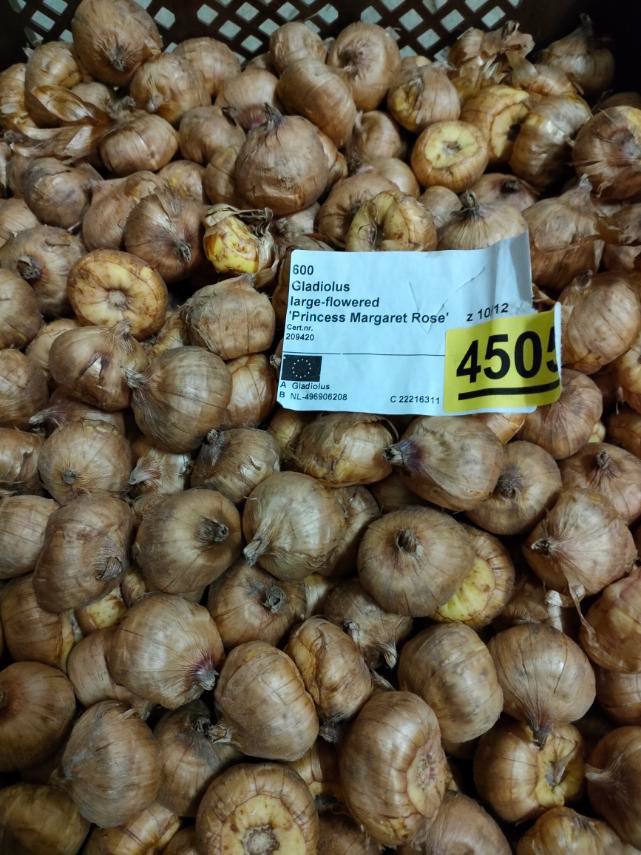 600
Gladiolus
large-flowered
'Princess Margaret Rose' z 10/12
Cert.nr.
209420
4505
A Gladiolus
B NL-496906208 C 22216311